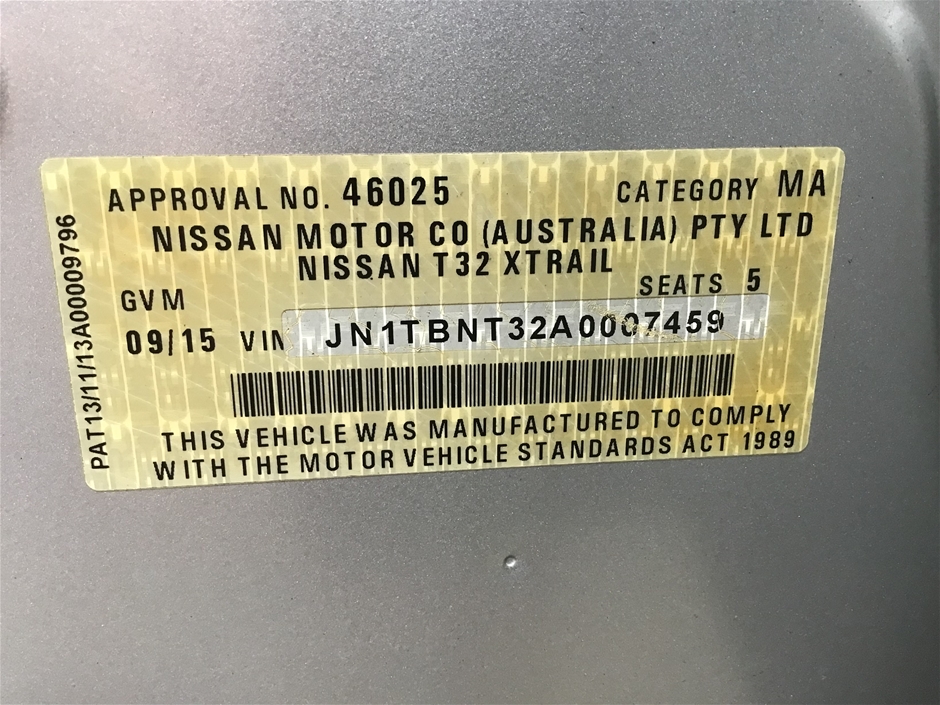 APPROVAL NO. 46025 CATEGORY MA
NISSAN MOTOR CO (AUSTRALIA) PTY LTD
NISSAN T32 XTRAIL
GVM SEATS 5
09/15 VIN JN1TBNT32A0007459
THIS VEHICLE WAS MANUFACTURED TO COMPLY
WITH THE MOTOR VEHICLE STANDARDS ACT 1989
PAT13/11/13A00009796